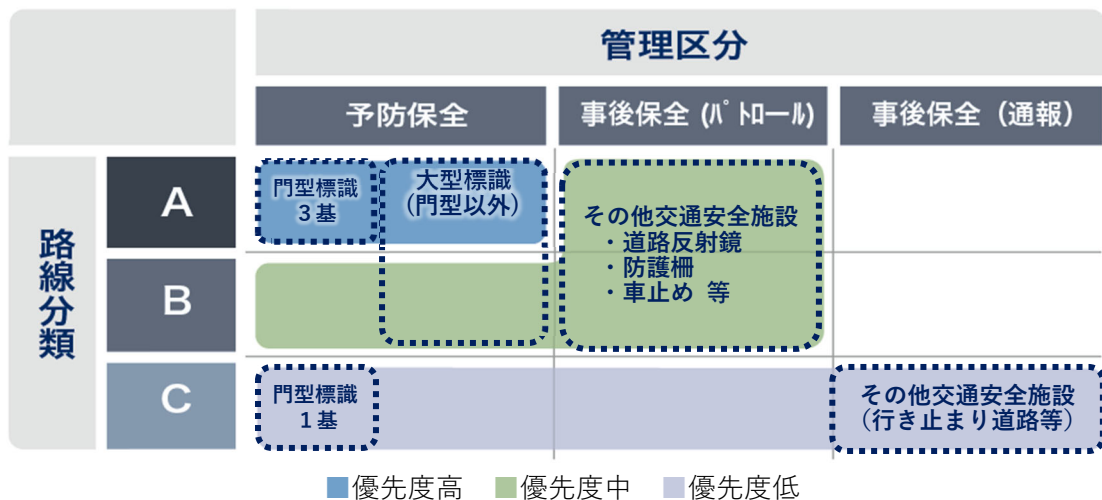 管理区分
予防保全
事後保全 (ﾊﾟﾄﾛｰﾙ)
事後保全（通報）
路線分類
A
門型標識
3基
大型標識
(門型以外)
その他交通安全施設
・道路反射鏡
・防護柵
・車止め 等
B
C
門型標識
1基
その他交通安全施設
（行き止まり道路等）
優先度高
優先度中
優先度低